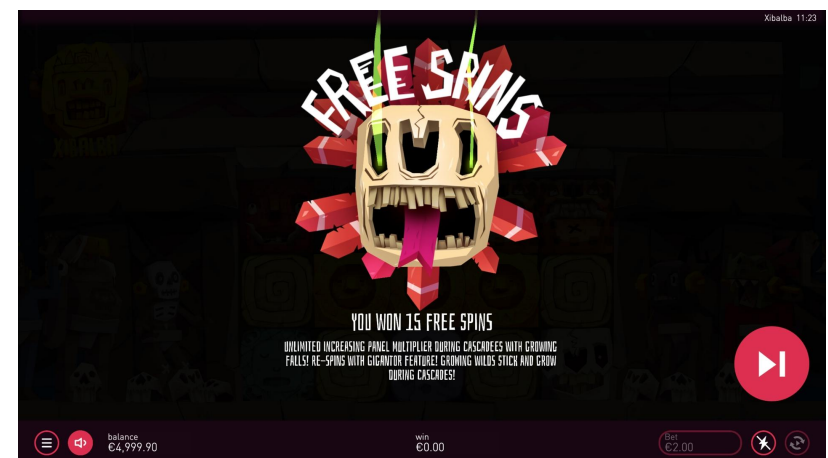 Xibalba 11:23
FREE SPINS
XIBALBA
YOU WON 15 FREE SPINS
UNLIMITED INCREASING PANEL MULTIPLIER DURING CASCADEES WITH GROWING
FALLS! RE-SPINS WITH GIGANTOR FEATURE! GROWING WILDS STICK AND GROW
DURING CASCADES!
balance
€4,999.90
win
€0.00
Bet
€2.00